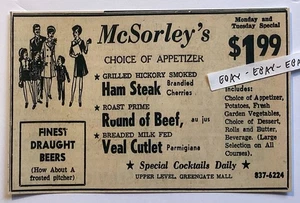 McSorley's
CHOICE OF APPETIZER
★ GRILLED HICKORY SMOKED
Ham Steak Brandied Cherries
★ ROAST PRIME
Round of Beef, au jus
★ BREADED MILK FED
Veal Cutlet Parmigiana
★ Special Cocktails Daily ★
UPPER LEVEL, GREENGATE MALL
FINEST
DRAUGHT
BEERS
(How About A
frosted pitcher)
Monday and
Tuesday Special
$1.99
EBAY - EBAY - EBA
Includes:
Choice of Appetizer,
Potatoes, Fresh
Garden Vegetables,
Choice of Dessert,
Rolls and Butter,
Beverage. (Large
Selection on All
Courses).
837-6224